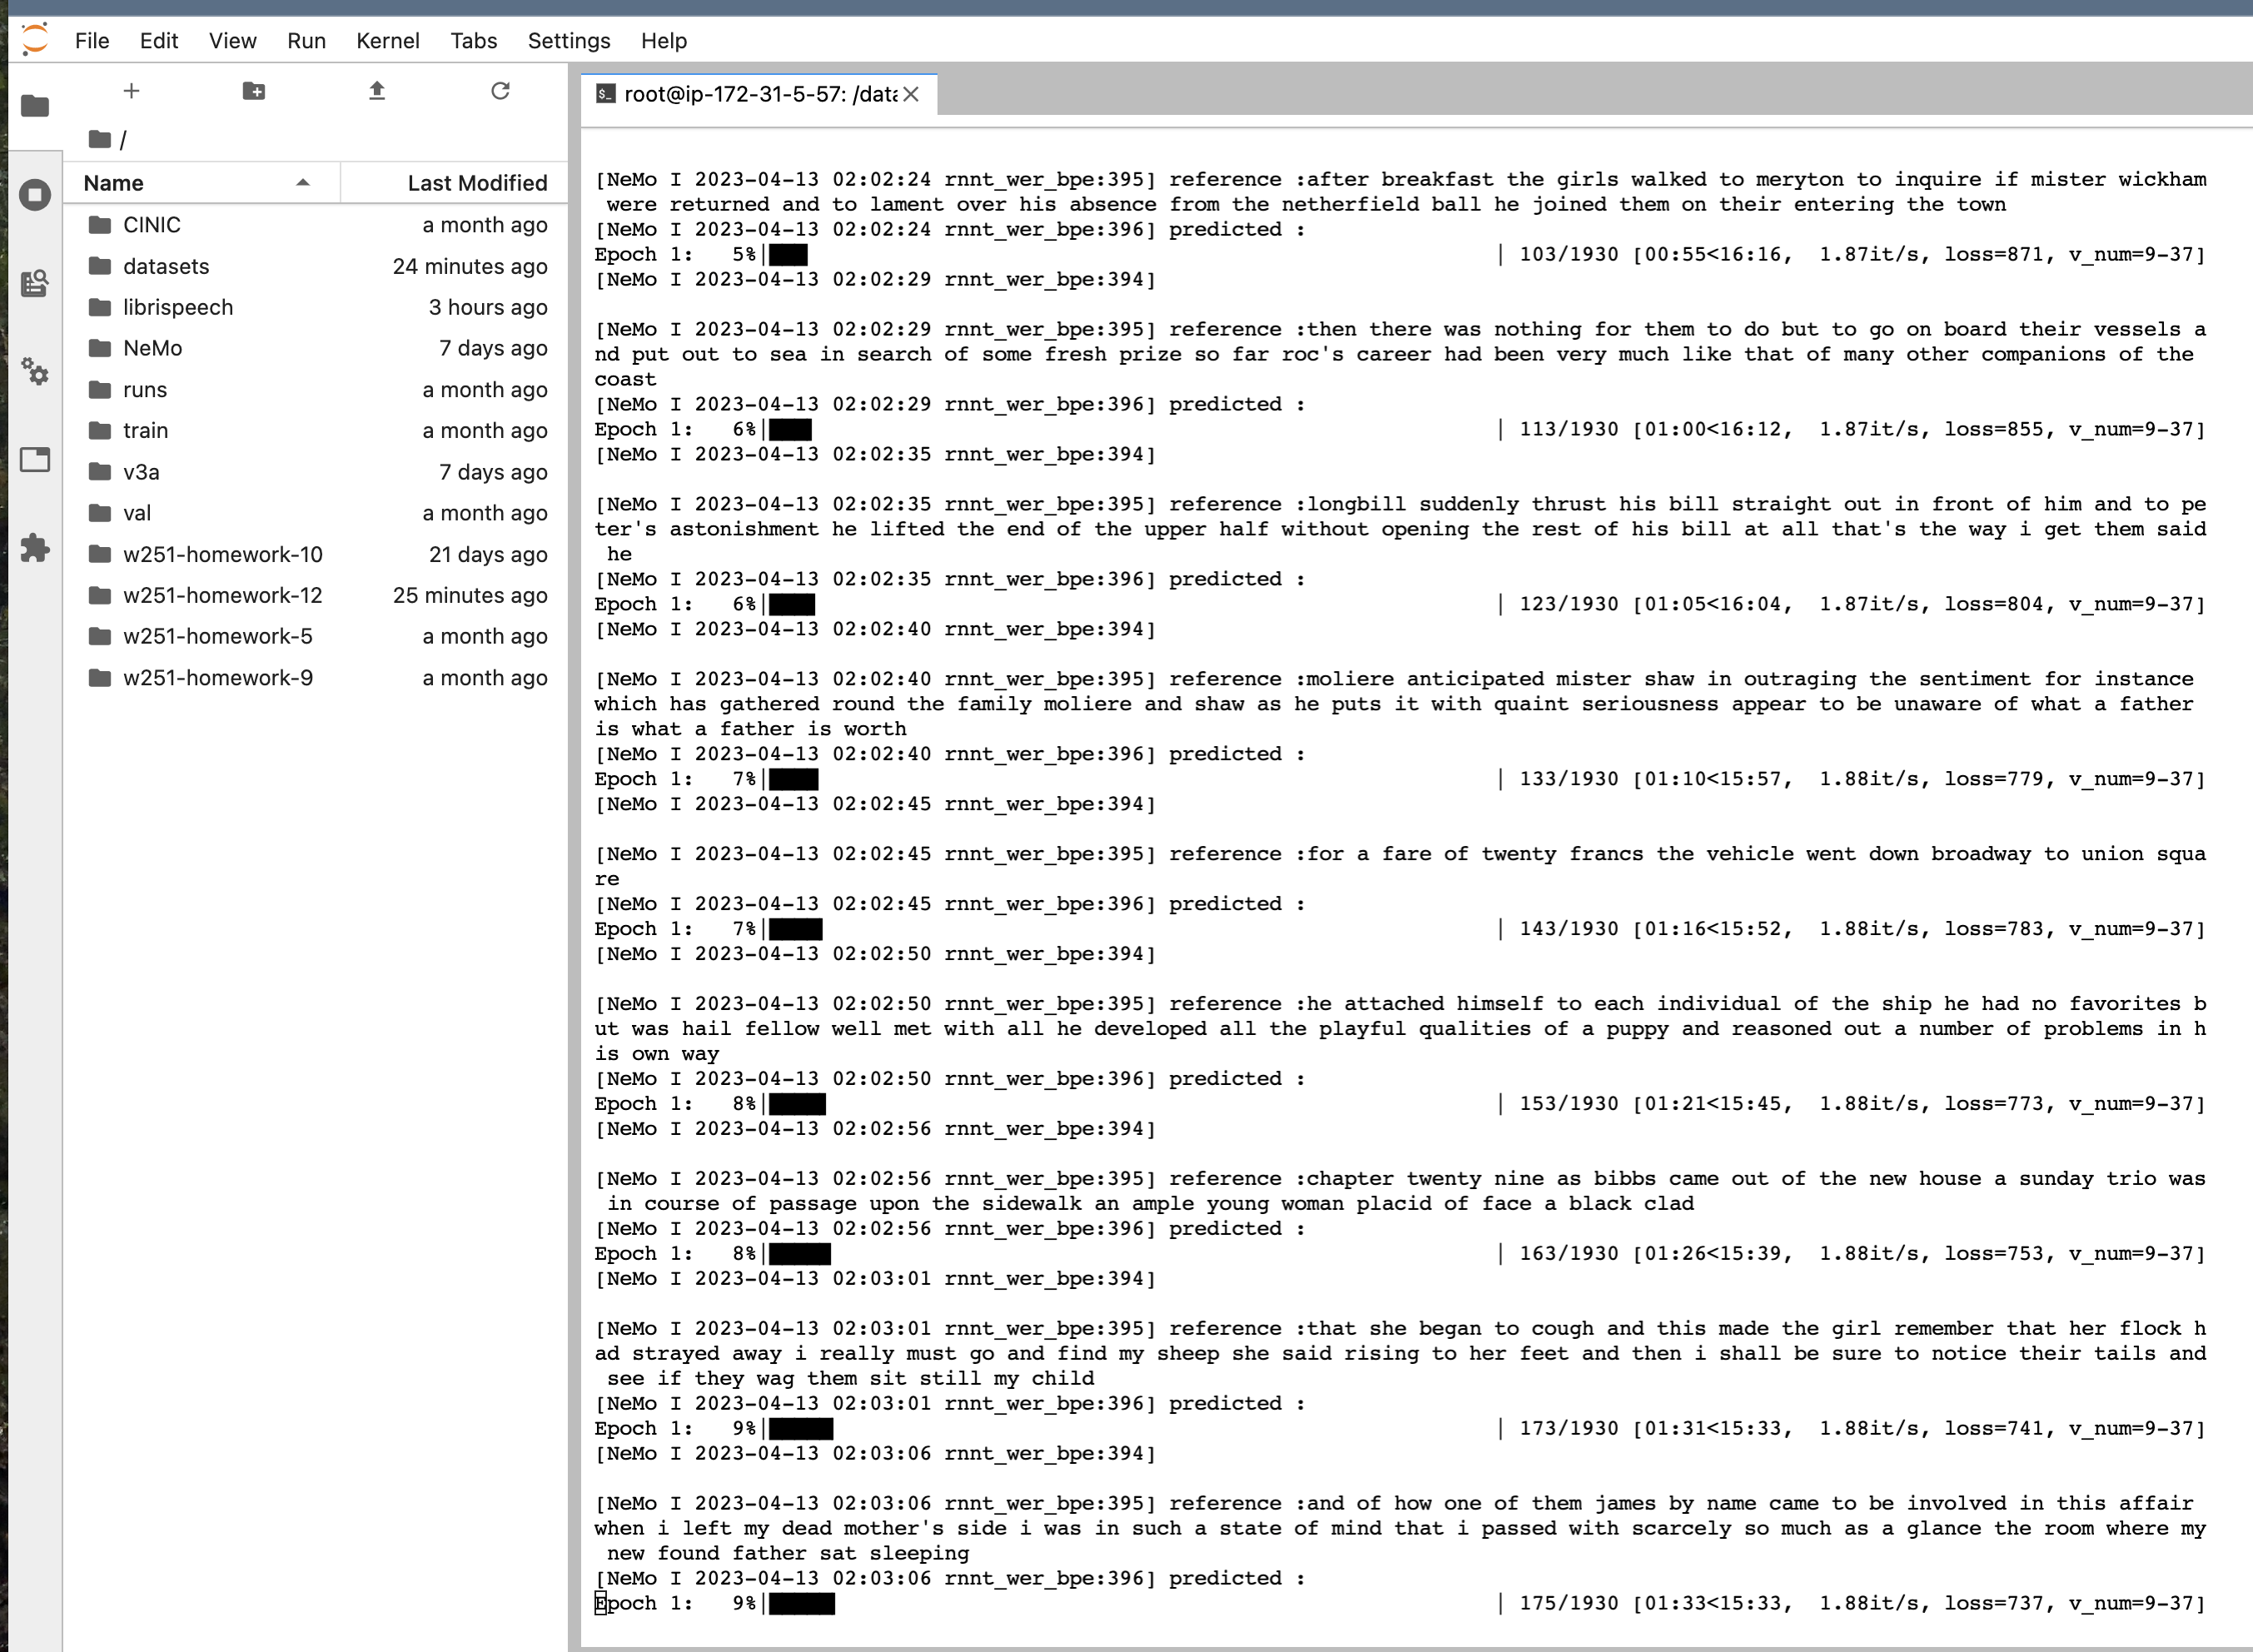 File Edit View Run Kernel Tabs Settings Help
root@ip-172-31-5-57: /data
/
Name Last Modified
CINIC a month ago
datasets 24 minutes ago
librispeech 3 hours ago
NeMo 7 days ago
runs a month ago
train a month ago
v3a 7 days ago
val a month ago
w251-homework-10 21 days ago
w251-homework-12 25 minutes ago
w251-homework-5 a month ago
w251-homework-9 a month ago
[NeMo I 2023-04-13 02:02:24 rnnt_wer_bpe:395] reference :after breakfast the girls walked to meryton to inquire if mister wickham
were returned and to lament over his absence from the netherfield ball he joined them on their entering the town
[NeMo I 2023-04-13 02:02:24 rnnt_wer_bpe:396] predicted :
Epoch 1: 5%| | 103/1930 [00:55<16:16, 1.87it/s, loss=871, v_num=9-37]
[NeMo I 2023-04-13 02:02:29 rnnt_wer_bpe:394]
[NeMo I 2023-04-13 02:02:29 rnnt_wer_bpe:395] reference :then there was nothing for them to do but to go on board their vessels a
nd put out to sea in search of some fresh prize so far roc's career had been very much like that of many other companions of the
coast
[NeMo I 2023-04-13 02:02:29 rnnt_wer_bpe:396] predicted :
Epoch 1: 6%| | 113/1930 [01:00<16:12, 1.87it/s, loss=855, v_num=9-37]
[NeMo I 2023-04-13 02:02:35 rnnt_wer_bpe:394]
[NeMo I 2023-04-13 02:02:35 rnnt_wer_bpe:395] reference :longbill suddenly thrust his bill straight out in front of him and to pe
ter's astonishment he lifted the end of the upper half without opening the rest of his bill at all that's the way i get them said
he
[NeMo I 2023-04-13 02:02:35 rnnt_wer_bpe:396] predicted :
Epoch 1: 6%| | 123/1930 [01:05<16:04, 1.87it/s, loss=804, v_num=9-37]
[NeMo I 2023-04-13 02:02:40 rnnt_wer_bpe:394]
[NeMo I 2023-04-13 02:02:40 rnnt_wer_bpe:395] reference :moliere anticipated mister shaw in outraging the sentiment for instance
which has gathered round the family moliere and shaw as he puts it with quaint seriousness appear to be unaware of what a father
is what a father is worth
[NeMo I 2023-04-13 02:02:40 rnnt_wer_bpe:396] predicted :
Epoch 1: 7%| | 133/1930 [01:10<15:57, 1.88it/s, loss=779, v_num=9-37]
[NeMo I 2023-04-13 02:02:45 rnnt_wer_bpe:394]
[NeMo I 2023-04-13 02:02:45 rnnt_wer_bpe:395] reference :for a fare of twenty francs the vehicle went down broadway to union squa
re
[NeMo I 2023-04-13 02:02:45 rnnt_wer_bpe:396] predicted :
Epoch 1: 7%| | 143/1930 [01:16<15:52, 1.88it/s, loss=783, v_num=9-37]
[NeMo I 2023-04-13 02:02:50 rnnt_wer_bpe:394]
[NeMo I 2023-04-13 02:02:50 rnnt_wer_bpe:395] reference :he attached himself to each individual of the ship he had no favorites b
ut was hail fellow well met with all he developed all the playful qualities of a puppy and reasoned out a number of problems in h
is own way
[NeMo I 2023-04-13 02:02:50 rnnt_wer_bpe:396] predicted :
Epoch 1: 8%| | 153/1930 [01:21<15:45, 1.88it/s, loss=773, v_num=9-37]
[NeMo I 2023-04-13 02:02:56 rnnt_wer_bpe:394]
[NeMo I 2023-04-13 02:02:56 rnnt_wer_bpe:395] reference :chapter twenty nine as bibbs came out of the new house a sunday trio was
in course of passage upon the sidewalk an ample young woman placid of face a black clad
[NeMo I 2023-04-13 02:02:56 rnnt_wer_bpe:396] predicted :
Epoch 1: 8%| | 163/1930 [01:26<15:39, 1.88it/s, loss=753, v_num=9-37]
[NeMo I 2023-04-13 02:03:01 rnnt_wer_bpe:394]
[NeMo I 2023-04-13 02:03:01 rnnt_wer_bpe:395] reference :that she began to cough and this made the girl remember that her flock h
ad strayed away i really must go and find my sheep she said rising to her feet and then i shall be sure to notice their tails and
see if they wag them sit still my child
[NeMo I 2023-04-13 02:03:01 rnnt_wer_bpe:396] predicted :
Epoch 1: 9%| | 173/1930 [01:31<15:33, 1.88it/s, loss=741, v_num=9-37]
[NeMo I 2023-04-13 02:03:06 rnnt_wer_bpe:394]
[NeMo I 2023-04-13 02:03:06 rnnt_wer_bpe:395] reference :and of how one of them james by name came to be involved in this affair
when i left my dead mother's side i was in such a state of mind that i passed with scarcely so much as a glance the room where my
new found father sat sleeping
[NeMo I 2023-04-13 02:03:06 rnnt_wer_bpe:396] predicted :
Epoch 1: 9%| | 175/1930 [01:33<15:33, 1.88it/s, loss=737, v_num=9-37]